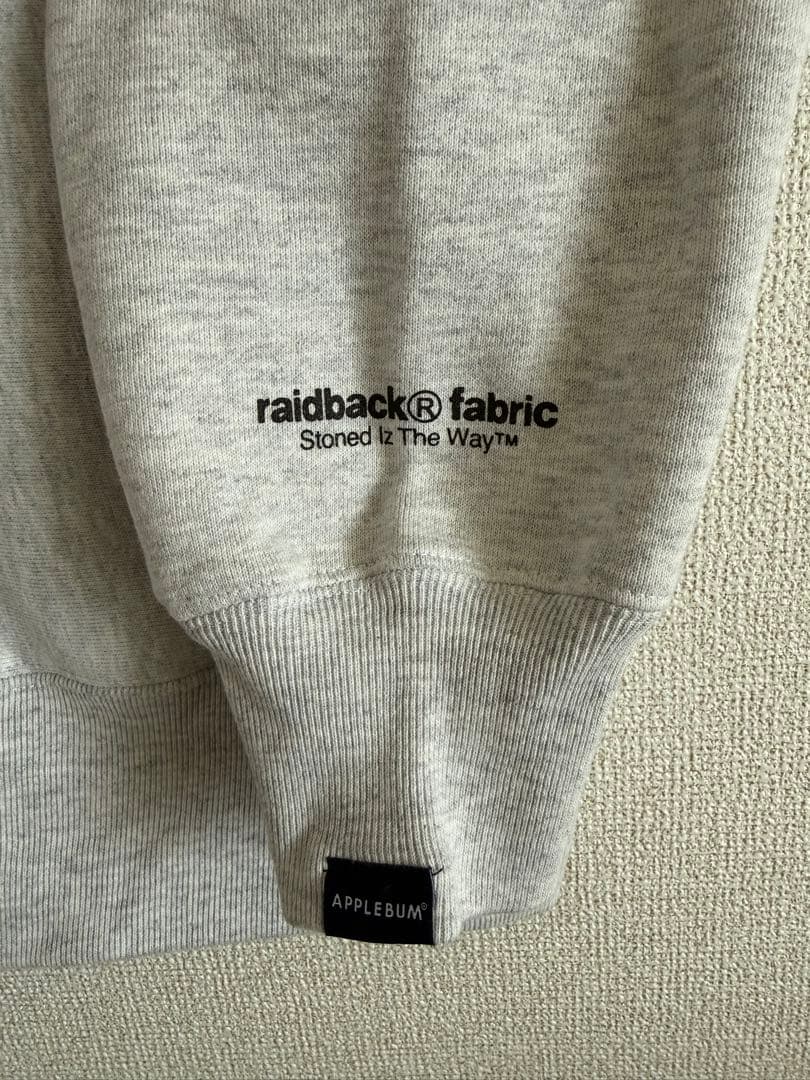 raidback® fabric
Stoned Iz The Way™
APPLEBUM®